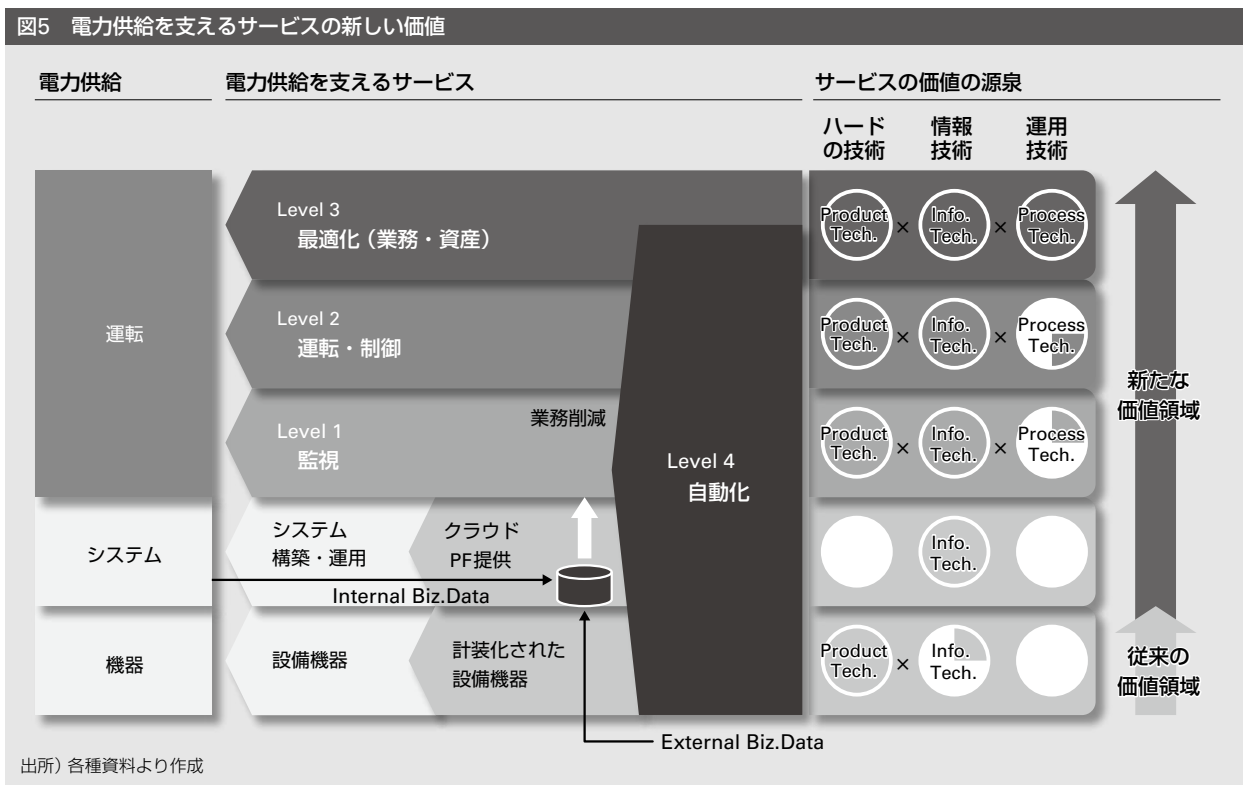 図5　電力供給を支えるサービスの新しい価値
電力供給
電力供給を支えるサービス
サービスの価値の源泉
ハード
の技術
情報
技術
運用
技術
運転
Level 3
最適化（業務・資産）
Product
Tech.
×
Info.
Tech.
×
Process
Tech.
Level 2
運転・制御
Product
Tech.
×
Info.
Tech.
×
Process
Tech.
Level 1
監視
業務削減
Product
Tech.
×
Info.
Tech.
×
Process
Tech.
Level 4
自動化
新たな
価値領域
システム
システム
構築・運用
クラウド
PF提供
Info.
Tech.
Internal Biz.Data
機器
設備機器
計装化された
設備機器
Product
Tech.
×
Info.
Tech.
従来の
価値領域
External Biz.Data
出所）各種資料より作成